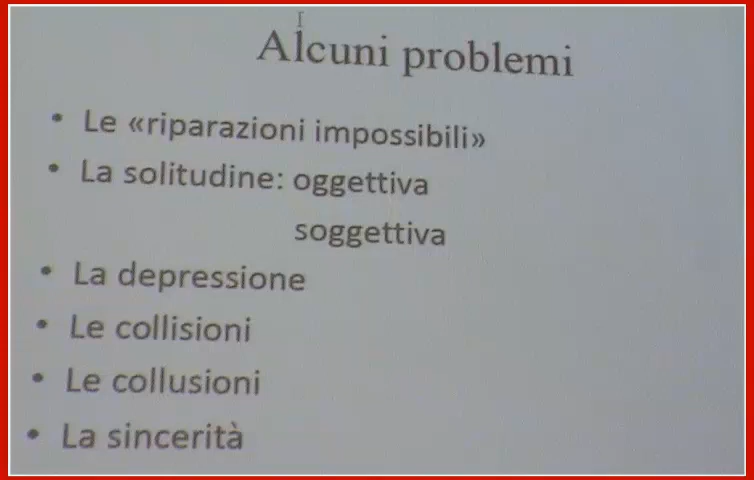 Alcuni problemi
• Le «riparazioni impossibili»
• La solitudine: oggettiva
soggettiva
• La depressione
• Le collisioni
• Le collusioni
• La sincerità